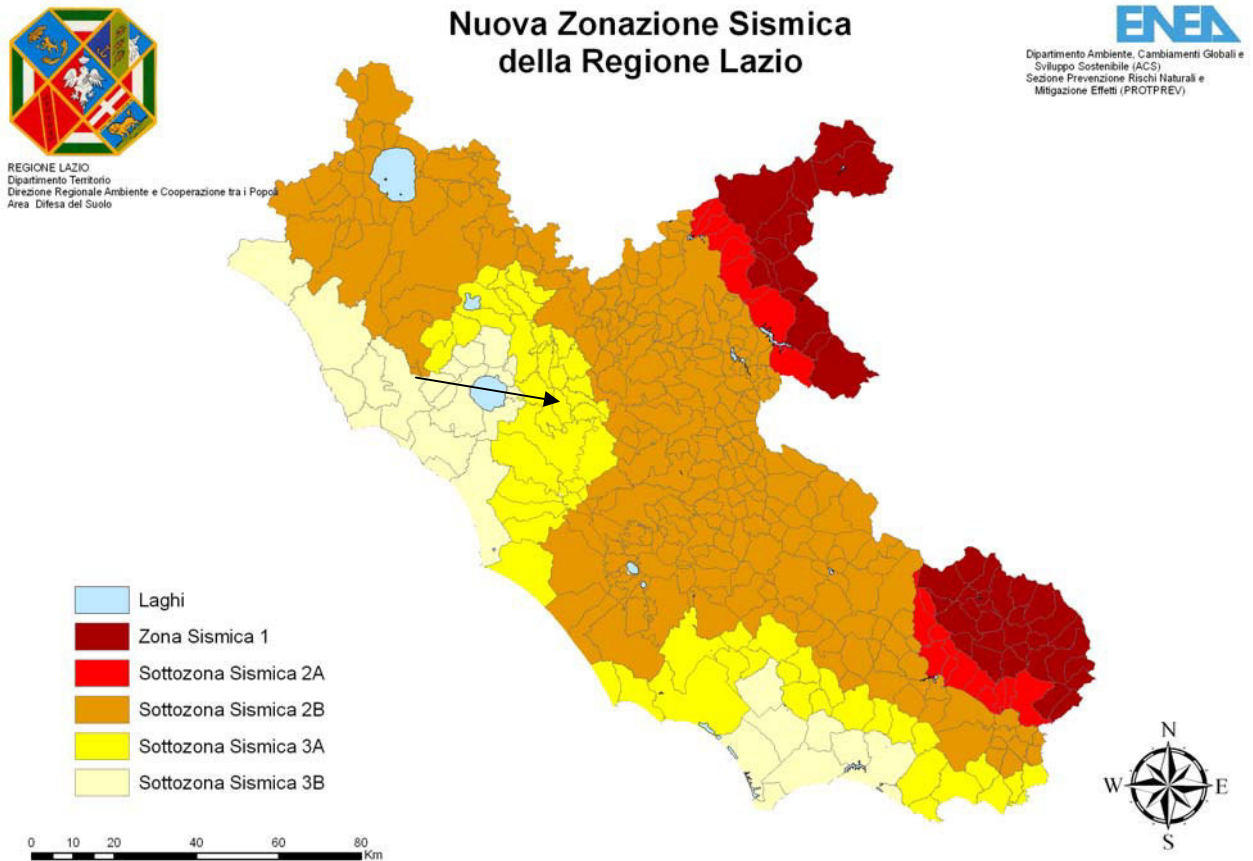 Nuova Zonazione Sismica
della Regione Lazio
ENEA
Dipartimento Ambiente, Cambiamenti Globali e
Sviluppo Sostenibile (ACS)
Sezione Prevenzione Rischi Naturali e
Mitigazione Effetti (PROTPREV)
REGIONE LAZIO
Dipartimento Territorio
Direzione Regionale Ambiente e Cooperazione tra i Popoli
Area Difesa del Suolo
Laghi
Zona Sismica 1
Sottozona Sismica 2A
Sottozona Sismica 2B
Sottozona Sismica 3A
Sottozona Sismica 3B
N
W E
S
0 10 20 40 60 80
Km